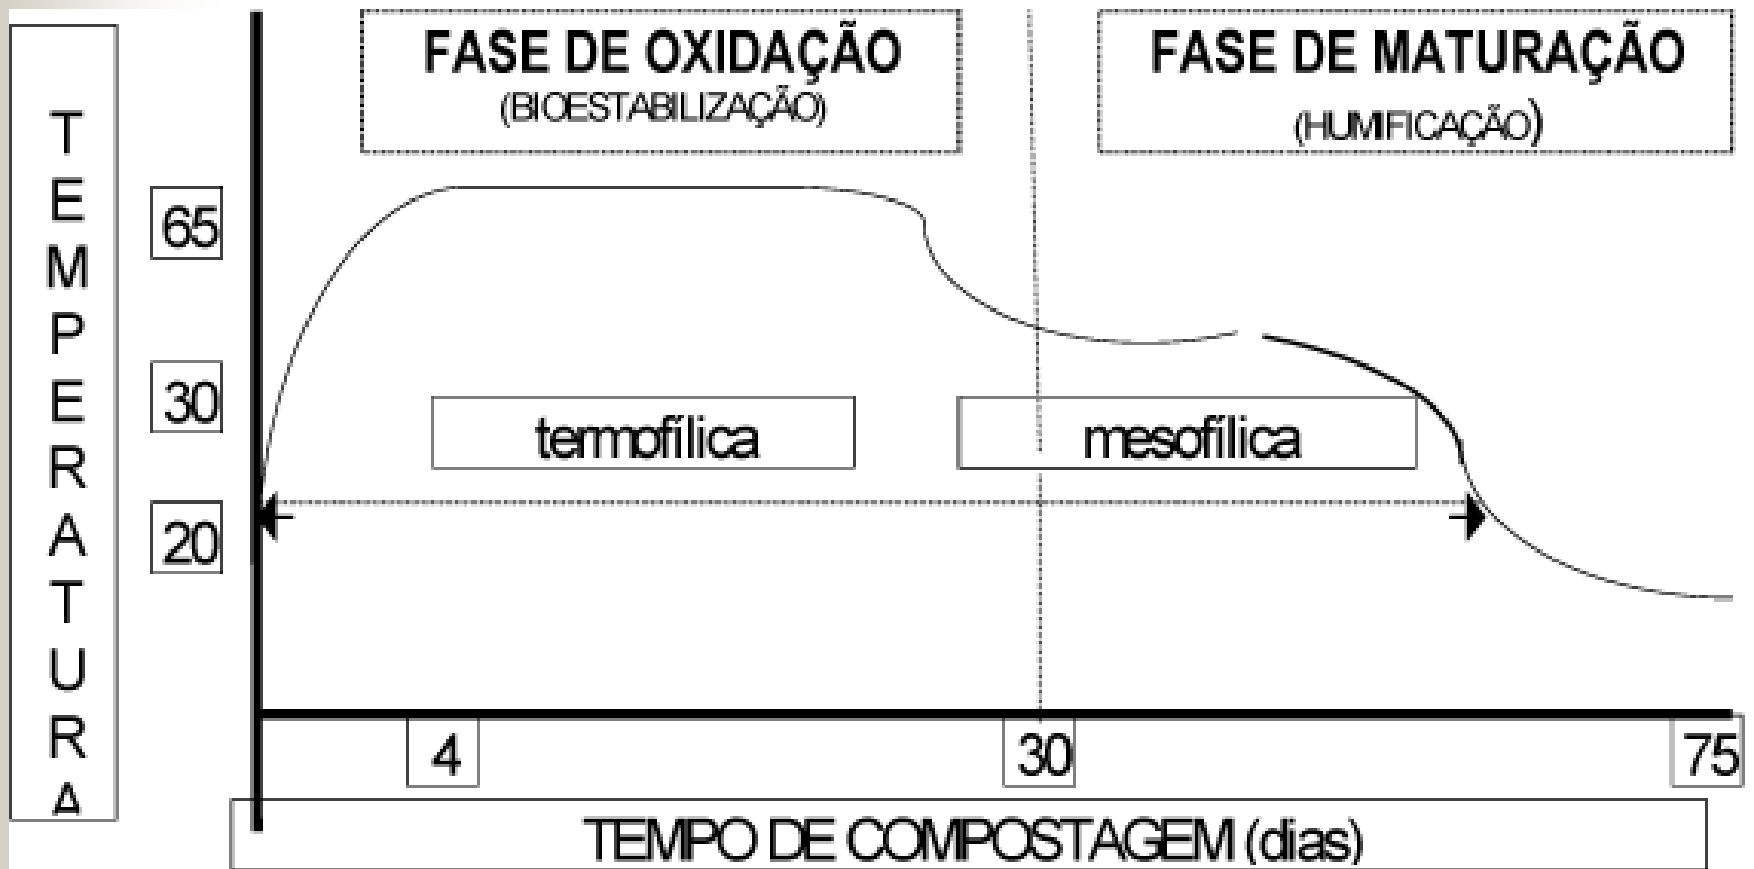 TEMPERATURA
FASE DE OXIDAÇÃO
(BIOESTABILIZAÇÃO)
FASE DE MATURAÇÃO
(HUMIFICAÇÃO)
65
30
20
termofílica
mesofílica
4
30
75
TEMPO DE COMPOSTAGEM (dias)